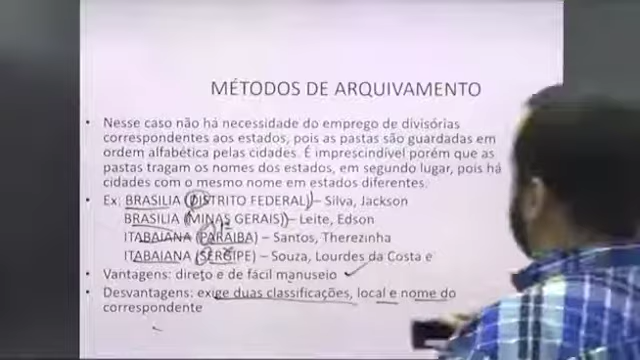 MÉTODOS DE ARQUIVAMENTO
• Nesse caso não há necessidade do emprego de divisórias
correspondentes aos estados, pois as pastas são guardadas em
ordem alfabética pelas cidades. É imprescindível porém que as
pastas tragam os nomes dos estados, em segundo lugar, pois há
cidades com o mesmo nome em estados diferentes.
• Ex: BRASILIA (DISTRITO FEDERAL) – Silva, Jackson
BRASILIA (MINAS GERAIS) – Leite, Edson
ITABAIANA (PARAIBA) – Santos, Therezinha
ITABAIANA (SERGIPE) – Souza, Lourdes da Costa e
• Vantagens: direto e de fácil manuseio
• Desvantagens: exige duas classificações, local e nome do
correspondente